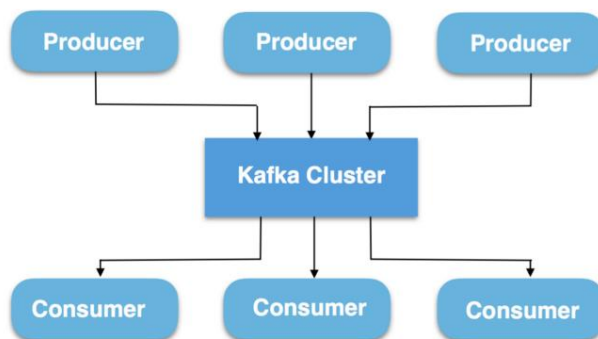 Producer
Producer
Producer
Kafka Cluster
Consumer
Consumer
Consumer